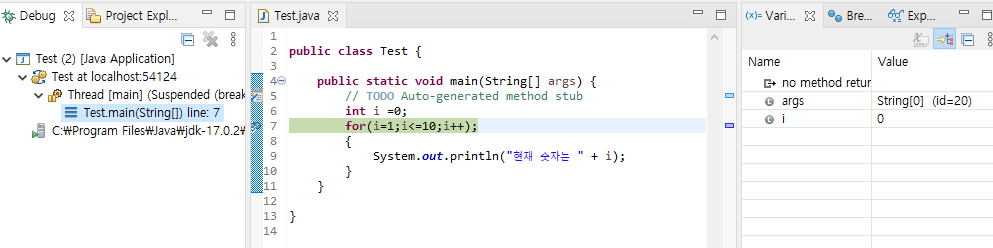 Debug
Project Expl...
Test (2) [Java Application]
Test at localhost:54124
Thread [main] (Suspended (break
Test.main(String[]) line: 7
C:₩Program Files₩Java₩jdk-17.0.2₩
Test.java
1
2 public class Test {
3
4 public static void main(String[] args) {
5 // TODO Auto-generated method stub
6 int i =0;
7 for(i=1;i<=10;i++);
8 {
9 System.out.println("현재 숫자는 " + i);
10 }
11 }
12
13 }
14
(x)= Vari...
Bre...
Exp...
Name Value
no method retur
args String[0] (id=20)
i 0